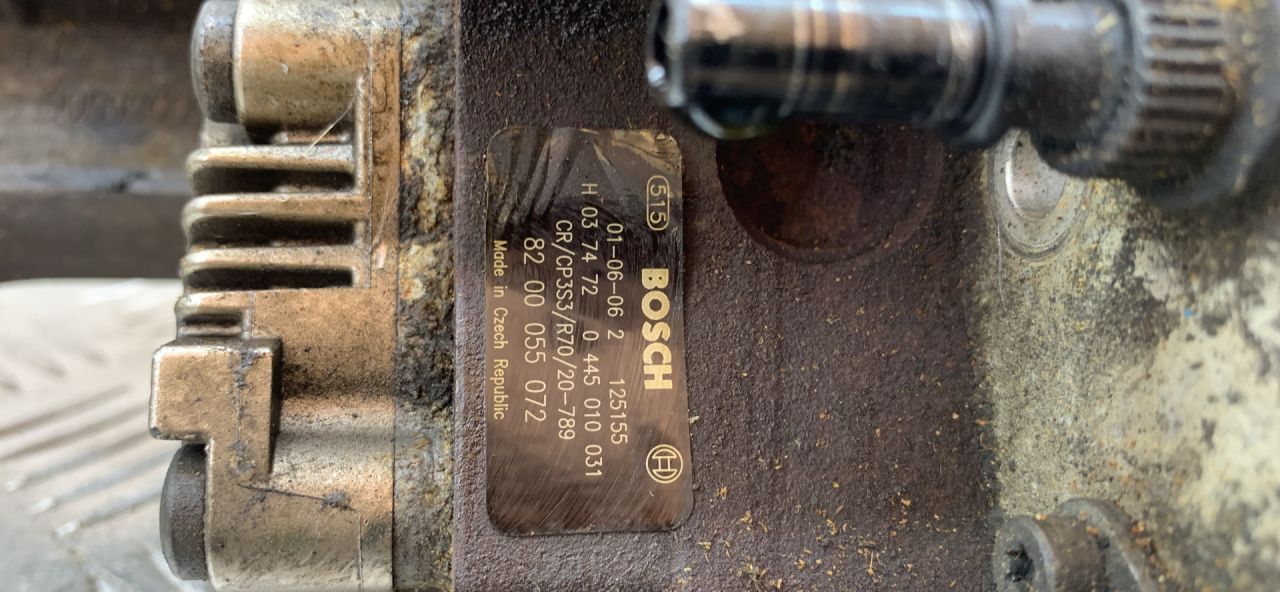 515
BOSCH
01-06-06 2 125155
H 03 74 72 0 445 010 031
CR/CP3S3/R70/20-789
82 00 055 072
Made in Czech Republic